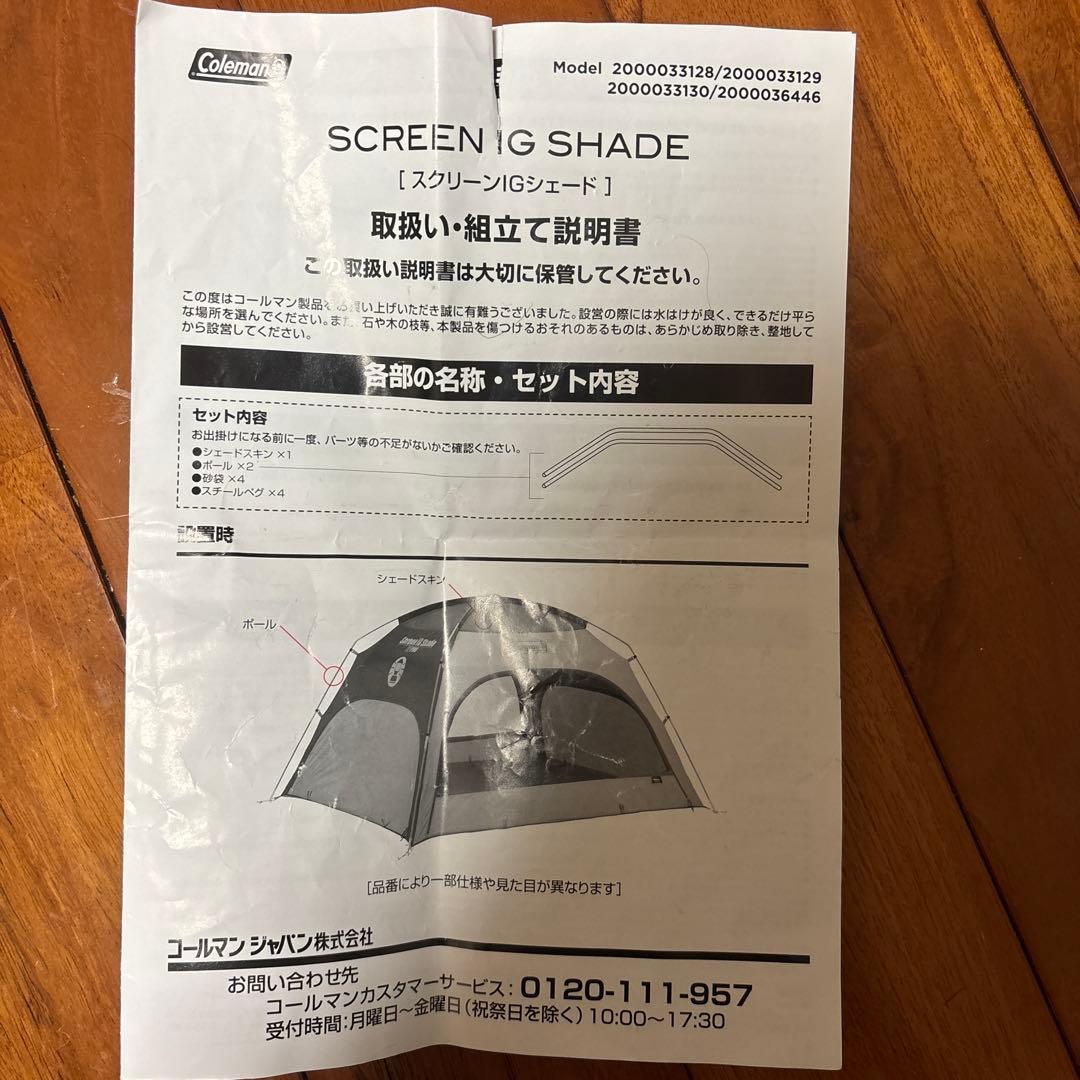 Coleman
Model 2000033128/2000033129
2000033130/2000036446
SCREEN IG SHADE
[ スクリーンIGシェード ]
取扱い・組立て説明書
この取扱い説明書は大切に保管してください。
この度はコールマン製品をお買い上げいただき誠に有難うございました。設営の際には水はけが良く、できるだけ平ら
な場所を選んでください。また、石や木の枝等、本製品を傷つけるおそれのあるものは、あらかじめ取り除き、整地して
から設営してください。
各部の名称・セット内容
セット内容
お出掛けになる前に一度、パーツ等の不足がないかご確認ください。
●シェードスキン ×1
●ポール ×2
●砂袋 ×4
●スチールペグ ×4
設置時
シェードスキン
ポール
Screen IG Shade
[品番により一部仕様や見た目が異なります]
コールマン ジャパン株式会社
お問い合わせ先
コールマンカスタマーサービス：0120-111-957
受付時間：月曜日～金曜日（祝祭日を除く）10:00～17:30